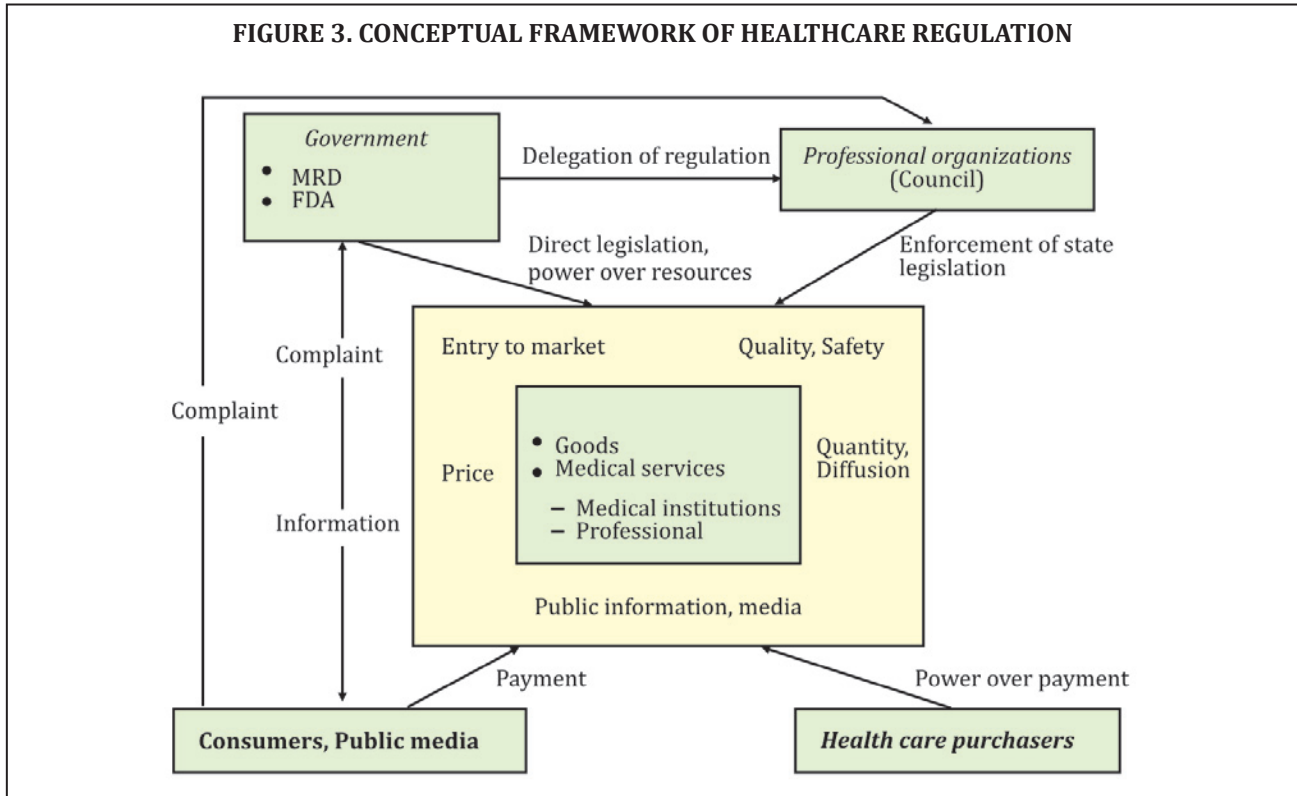 FIGURE 3. CONCEPTUAL FRAMEWORK OF HEALTHCARE REGULATION
Government
• MRD
• FDA
Delegation of regulation
Professional organizations
(Council)
Direct legislation,
power over resources
Enforcement of state
legislation
Complaint
Complaint
Information
Entry to market
Quality, Safety
Price
• Goods
• Medical services
– Medical institutions
– Professional
Quantity,
Diffusion
Public information, media
Payment
Power over payment
Consumers, Public media
Health care purchasers